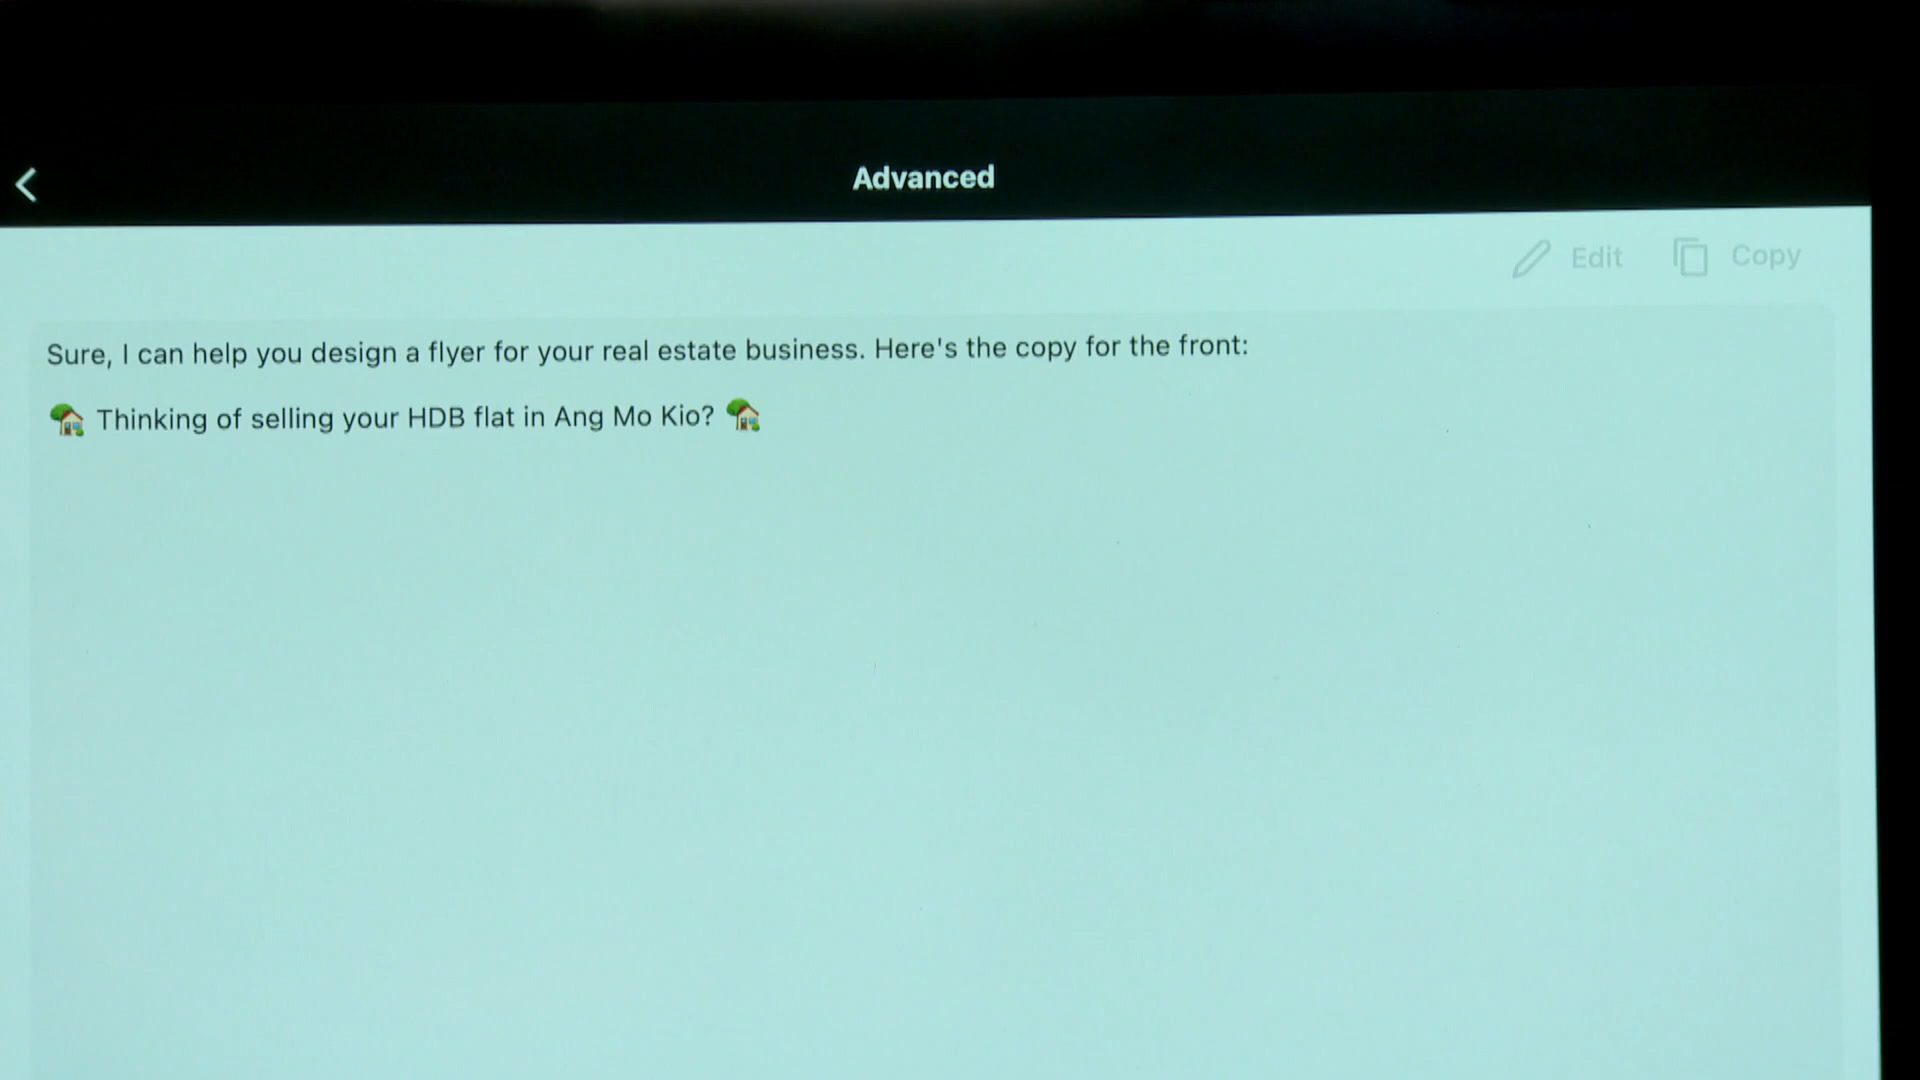 Advanced
Edit Copy
Sure, I can help you design a flyer for your real estate business. Here's the copy for the front:
🏡 Thinking of selling your HDB flat in Ang Mo Kio? 🏡